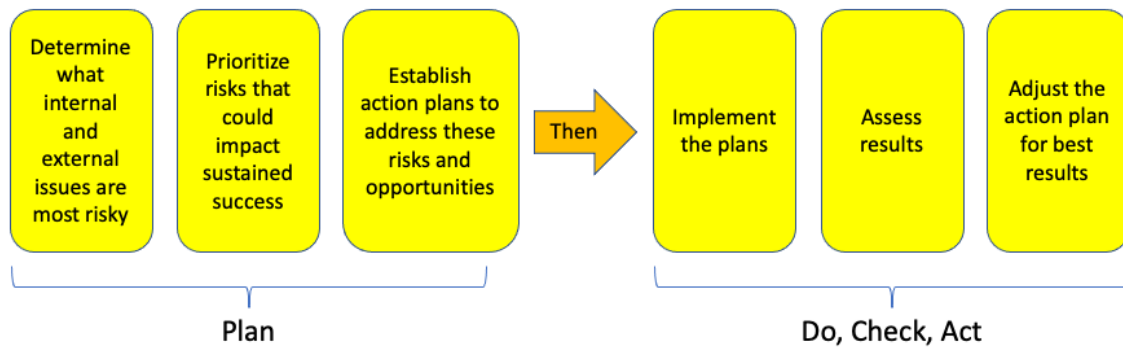 Determine
what
internal
and
external
issues are
most risky
Prioritize
risks that
could
impact
sustained
success
Establish
action plans to
address these
risks and
opportunities
Then
Implement
the plans
Assess
results
Adjust the
action plan
for best
results
Plan
Do, Check, Act